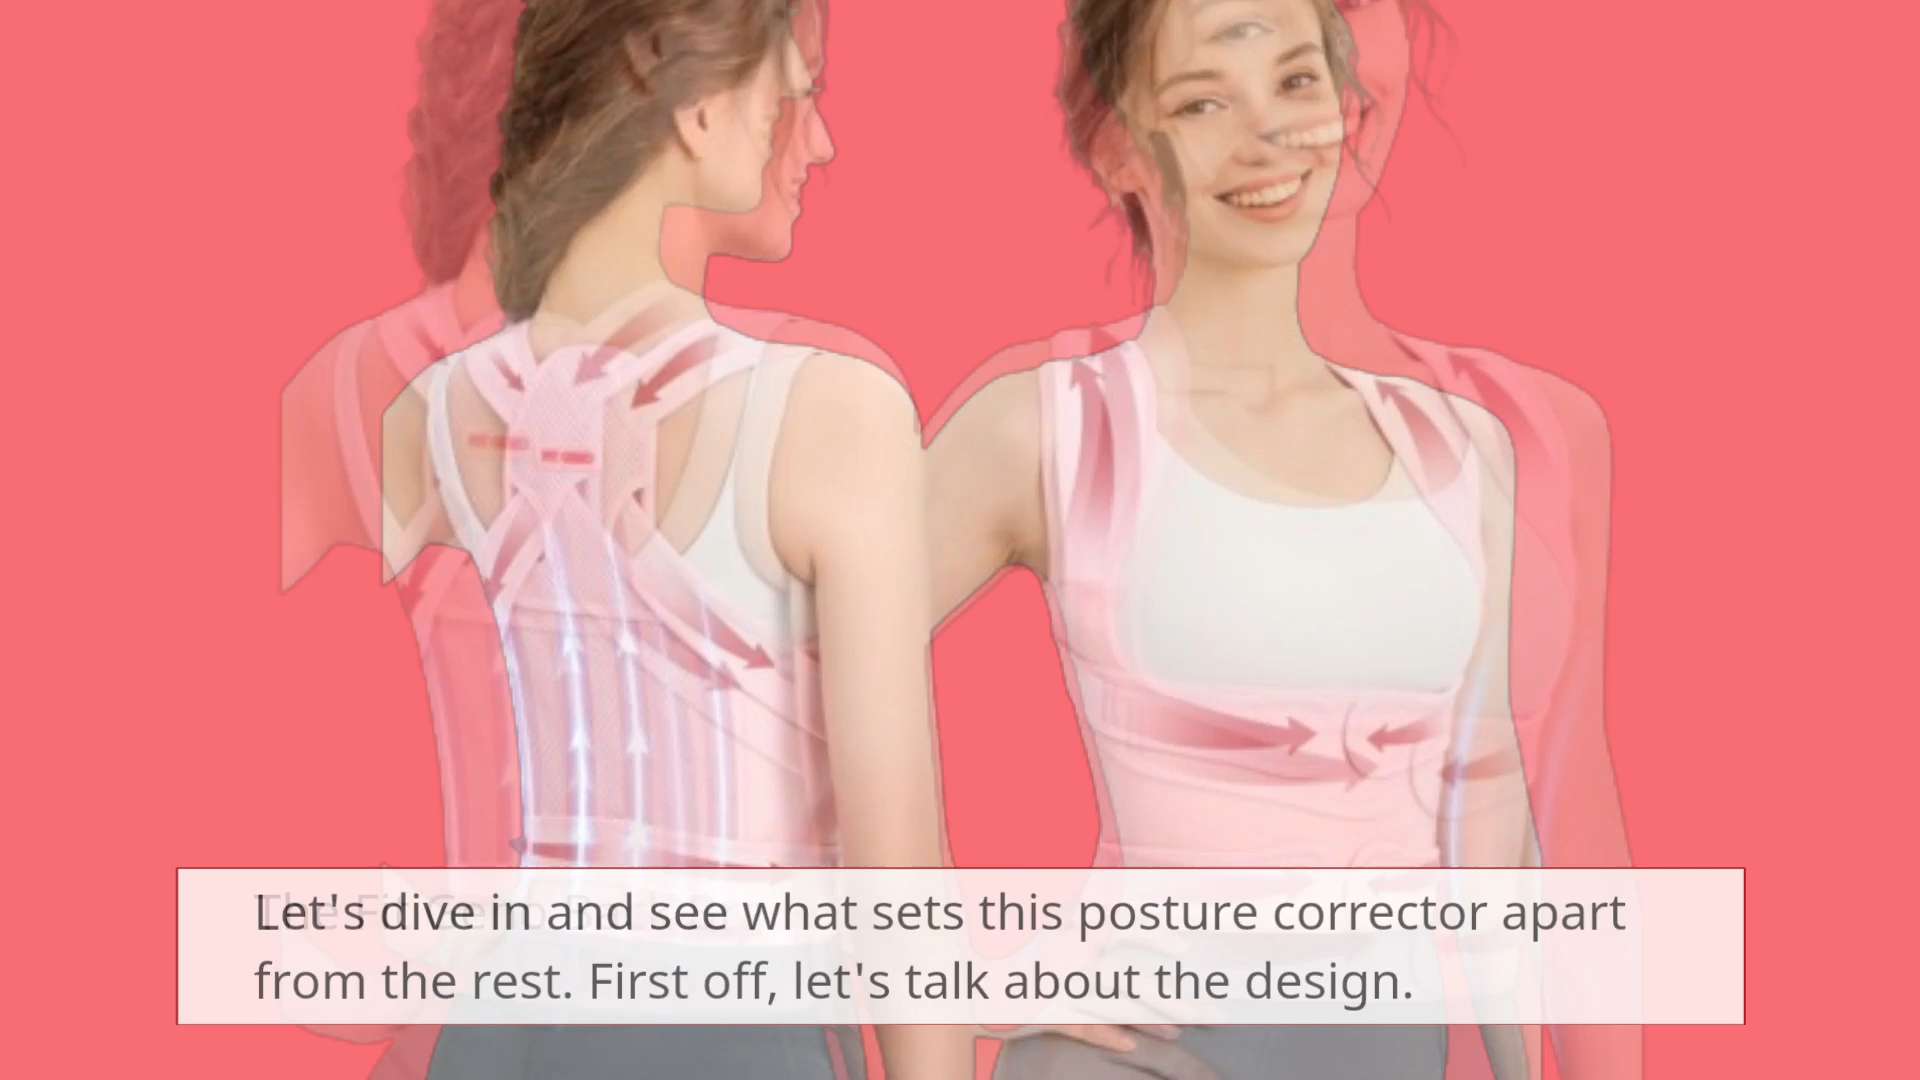 Let's dive in and see what sets this posture corrector apart
from the rest. First off, let's talk about the design.